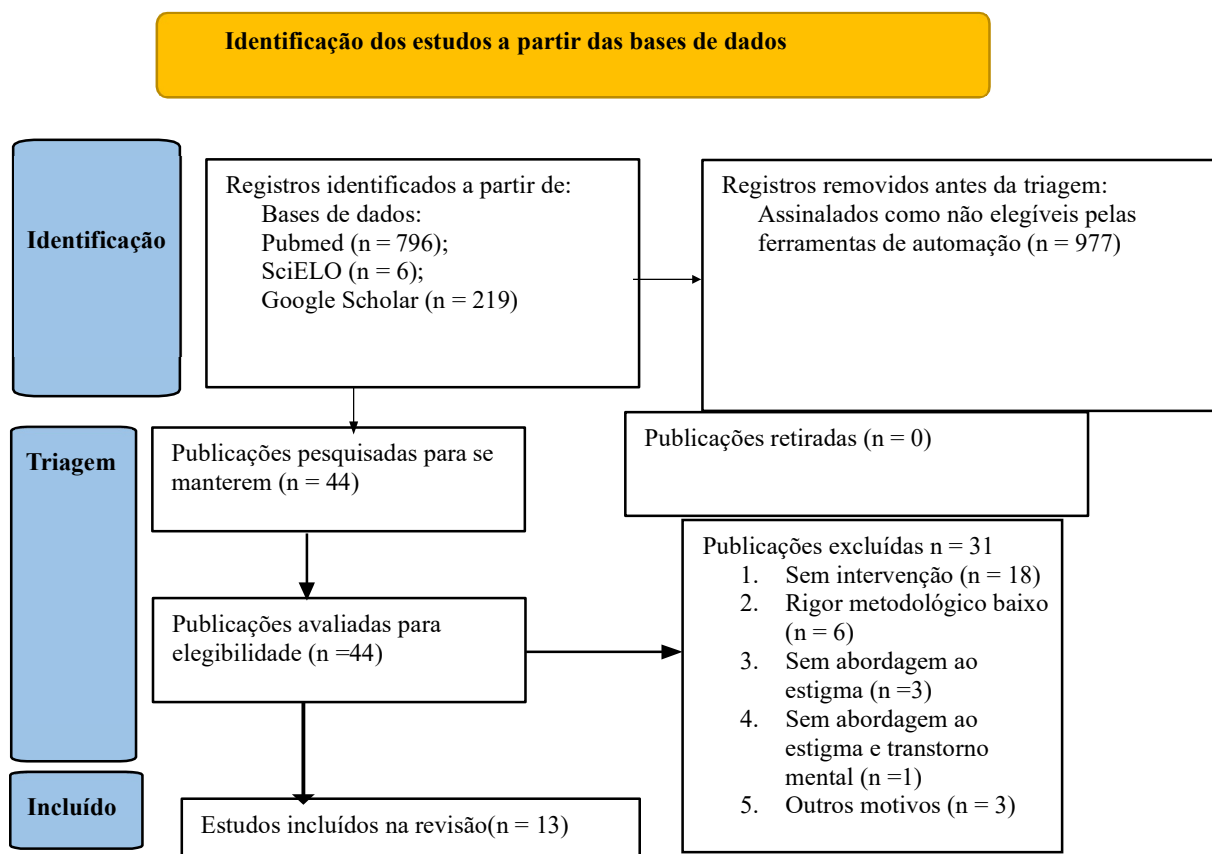 Identificação dos estudos a partir das bases de dados
Identificação
Registros identificados a partir de:
Bases de dados:
Pubmed (n = 796);
SciELO (n = 6);
Google Scholar (n = 219)
Registros removidos antes da triagem:
Assinalados como não elegíveis pelas
ferramentas de automação (n = 977)
Triagem
Publicações pesquisadas para se
manterem (n = 44)
Publicações retiradas (n = 0)
Publicações avaliadas para
elegibilidade (n =44)
Publicações excluídas n = 31
1. Sem intervenção (n = 18)
2. Rigor metodológico baixo
(n = 6)
3. Sem abordagem ao
estigma (n =3)
4. Sem abordagem ao
estigma e transtorno
mental (n =1)
5. Outros motivos (n = 3)
Incluído
Estudos incluídos na revisão(n = 13)